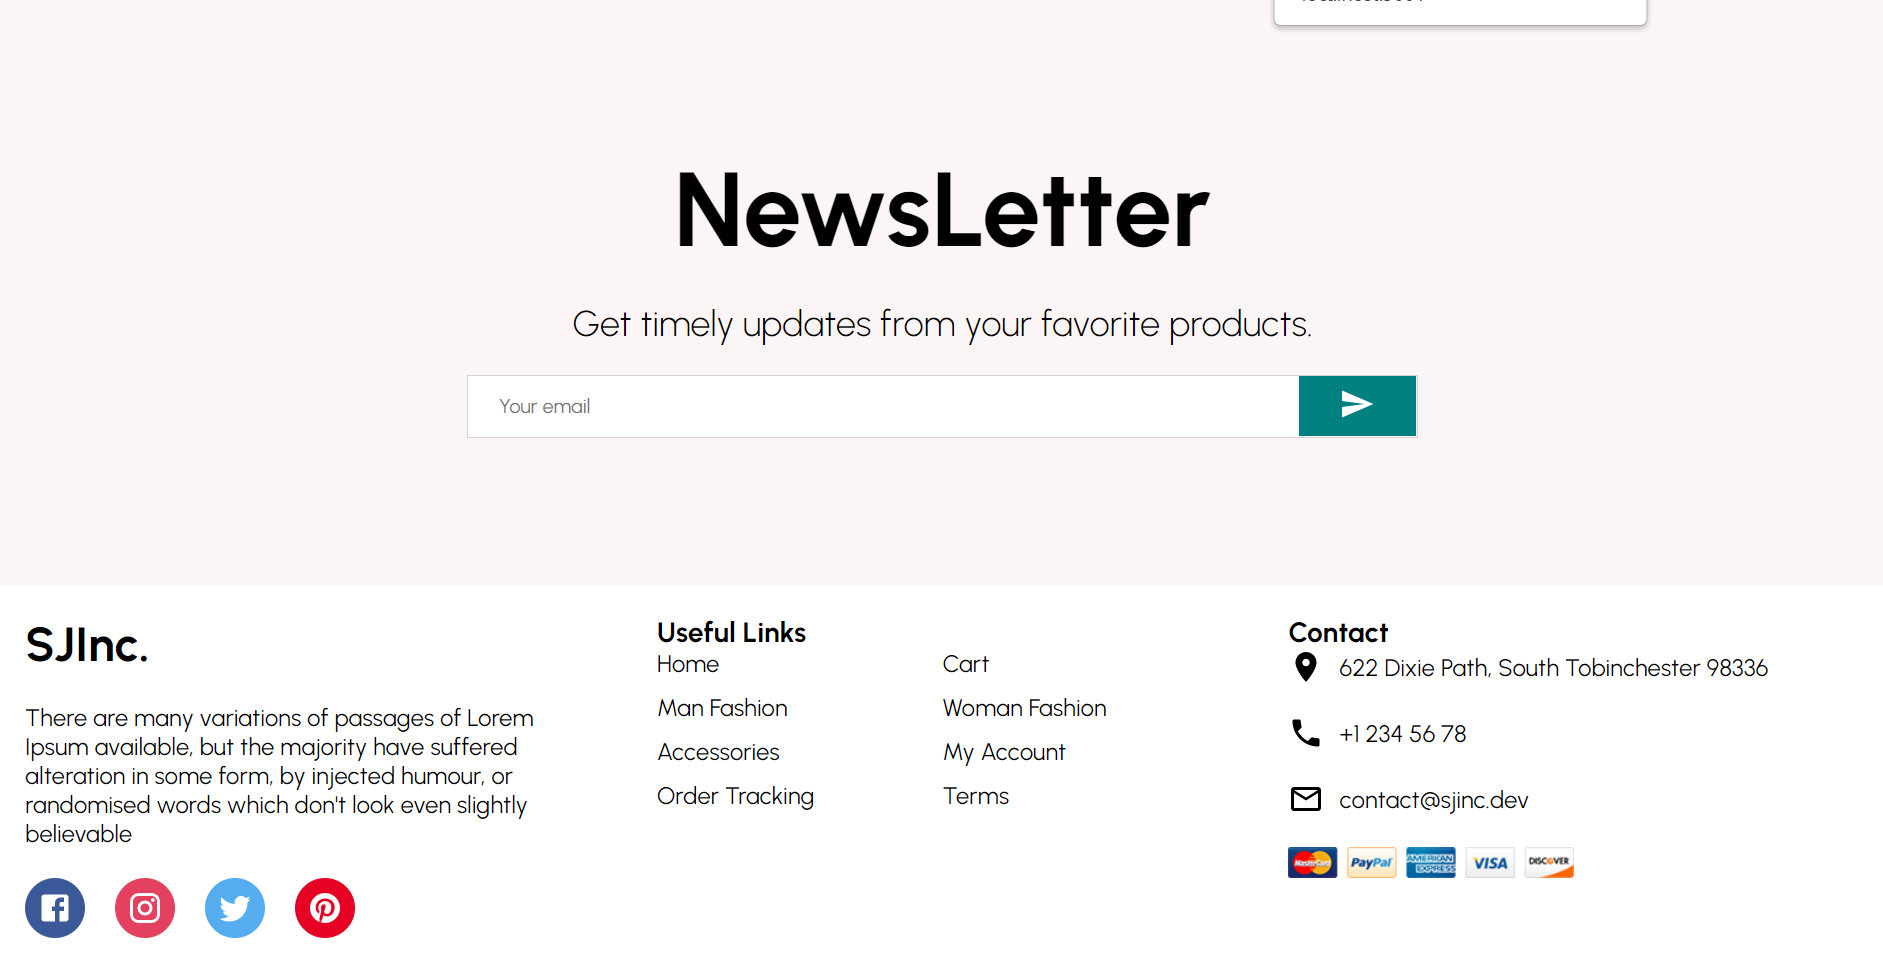 NewsLetter
Get timely updates from your favorite products.
Your email
SJInc.
There are many variations of passages of Lorem
Ipsum available, but the majority have suffered
alteration in some form, by injected humour, or
randomised words which don't look even slightly
believable
Useful Links
Home
Cart
Man Fashion
Woman Fashion
Accessories
My Account
Order Tracking
Terms
Contact
622 Dixie Path, South Tobinchester 98336
+1 234 56 78
contact@sjinc.dev
MasterCard
PayPal
AMERICAN EXPRESS
VISA
DISCOVER